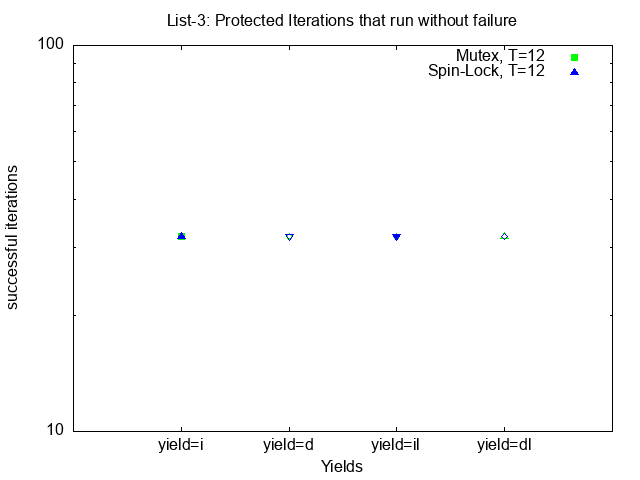 List-3: Protected Iterations that run without failure
100
Mutex, T=12
Spin-Lock, T=12
successful iterations
10
yield=i yield=d yield=il yield=dl
Yields